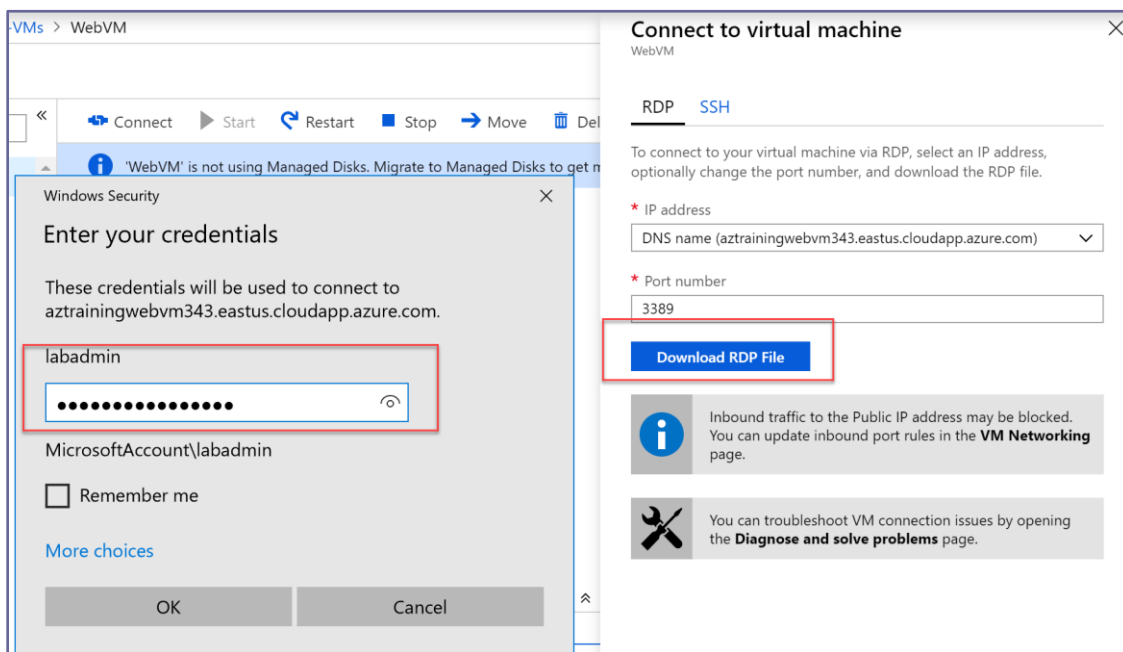 -VMs > WebVM
Connect Start Restart Stop Move Del
'WebVM' is not using Managed Disks. Migrate to Managed Disks to get m
Windows Security
Enter your credentials
These credentials will be used to connect to
aztrainingwebvm343.eastus.cloudapp.azure.com.
labadmin
••••••••••••••••
MicrosoftAccount\labadmin
Remember me
More choices
OK Cancel
Connect to virtual machine
WebVM
RDP SSH
To connect to your virtual machine via RDP, select an IP address,
optionally change the port number, and download the RDP file.
* IP address
DNS name (aztrainingwebvm343.eastus.cloudapp.azure.com)
* Port number
3389
Download RDP File
Inbound traffic to the Public IP address may be blocked.
You can update inbound port rules in the VM Networking
page.
You can troubleshoot VM connection issues by opening
the Diagnose and solve problems page.